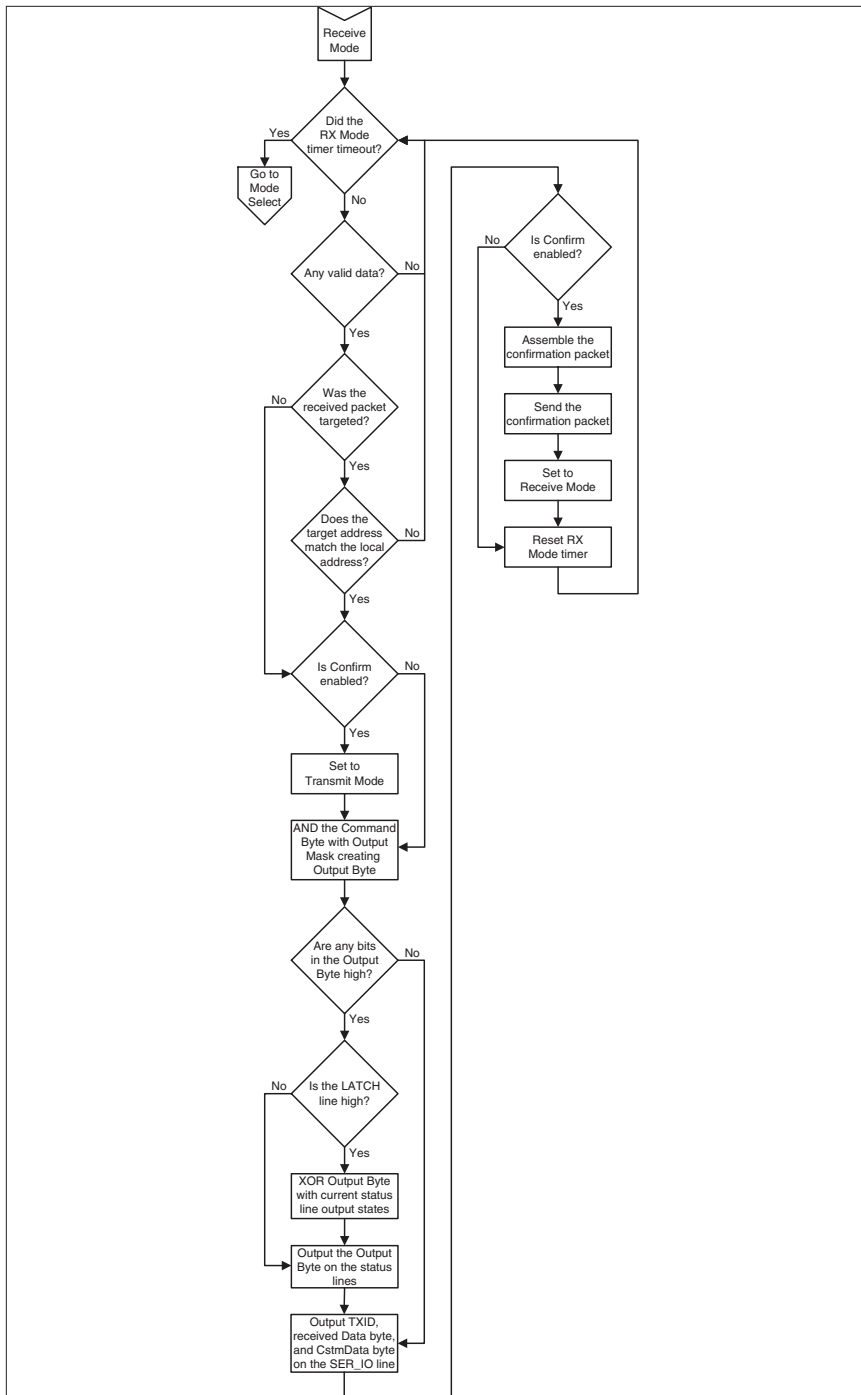 Receive
Mode
Did the
RX Mode
timer timeout?
Yes
Go to
Mode
Select
No
Any valid data?
No
Yes
Was the
received packet
targeted?
No
Yes
Does the
target address
match the local
address?
No
Yes
Is Confirm
enabled?
No
Yes
Set to
Transmit Mode
AND the Command
Byte with Output
Mask creating
Output Byte
Are any bits
in the Output
Byte high?
No
Yes
Is the LATCH
line high?
No
Yes
XOR Output Byte
with current status
line output states
Output the Output
Byte on the status
lines
Output TXID,
received Data byte,
and CstmData byte
on the SER_IO line
Is Confirm
enabled?
No
Yes
Assemble the
confirmation packet
Send the
confirmation packet
Set to
Receive Mode
Reset RX
Mode timer